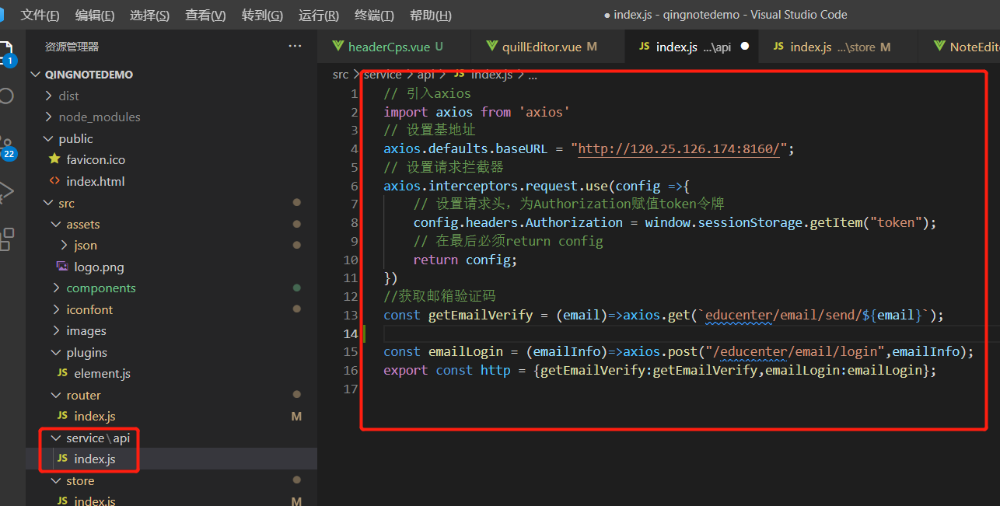 文件(F) 编辑(E) 选择(S) 查看(V) 转到(G) 运行(R) 终端(T) 帮助(H) ● index.js - qingnotedemo - Visual Studio Code
资源管理器 ···
headerCps.vue U
quillEditor.vue M
JS index.js ...\api ●
JS index.js ...\store M
1
22
QINGNOTEDEMO
dist
node_modules
public
favicon.ico
index.html
src
assets
json
logo.png
components
iconfont
images
plugins
JS element.js
router
JS index.js M
service\api
JS index.js
store
JS index.js M
src > service > api > JS index.js > ...
1 // 引入axios
2 import axios from 'axios'
3 // 设置基地址
4 axios.defaults.baseURL = "http://120.25.126.174:8160/";
5 // 设置请求拦截器
6 axios.interceptors.request.use(config =>{
7 // 设置请求头，为Authorization赋值token令牌
8 config.headers.Authorization = window.sessionStorage.getItem("token");
9 // 在最后必须return config
10 return config;
11 })
12 //获取邮箱验证码
13 const getEmailVerify = (email)=>axios.get(`educenter/email/send/${email}`);
14
15 const emailLogin = (emailInfo)=>axios.post("/educenter/email/login",emailInfo);
16 export const http = {getEmailVerify:getEmailVerify,emailLogin:emailLogin};
17